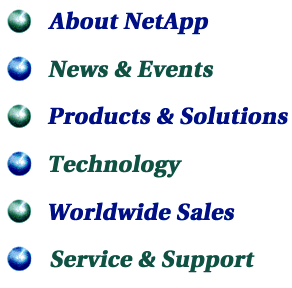 About NetApp
News & Events
Products & Solutions
Technology
Worldwide Sales
Service & Support